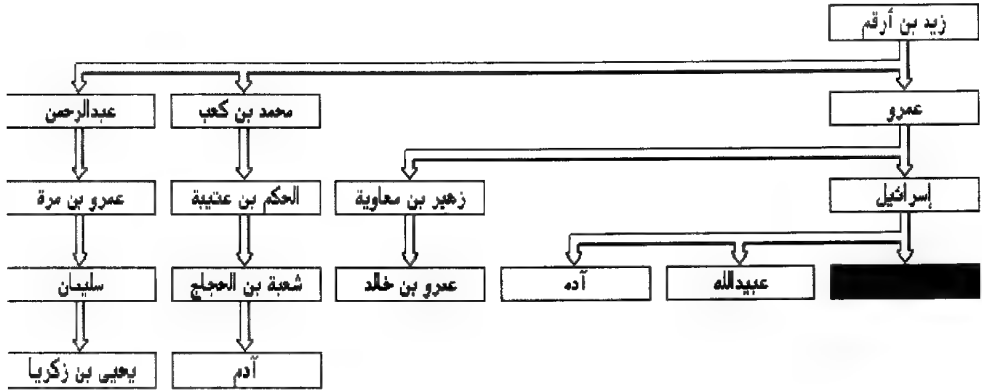 زيد بن أرقم
عمرو
محمد بن كعب
عبدالرحمن
إسرائيل
زهير بن معاوية
الحكم بن عتيبة
عمرو بن مرة
عبيدالله
آدم
عمرو بن خالد
شعبة بن الحجاج
سليمان
آدم
يحيى بن زكريا